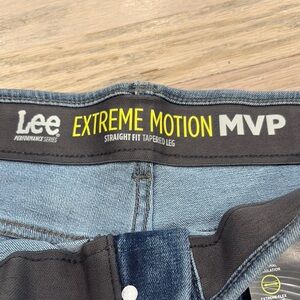 Lee EXTREME MOTION MVP
PERFORMANCE SERIES STRAIGHT FIT TAPERED LEG